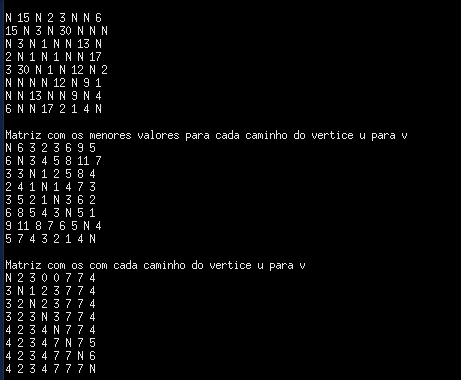 N 15 N 2 3 N N 6
15 N 3 N 30 N N N
N 3 N 1 N N 13 N
2 N 1 N 1 N N 17
3 30 N 1 N 12 N 2
N N N N 12 N 9 1
N N 13 N N 9 N 4
6 N N 17 2 1 4 N
Matriz com os menores valores para cada caminho do vertice u para v
N 6 3 2 3 6 9 5
6 N 3 4 5 8 11 7
3 3 N 1 2 5 8 4
2 4 1 N 1 4 7 3
3 5 2 1 N 3 6 2
6 8 5 4 3 N 5 1
9 11 8 7 6 5 N 4
5 7 4 3 2 1 4 N
Matriz com os com cada caminho do vertice u para v
N 2 3 0 0 7 7 4
3 N 1 2 3 7 7 4
3 2 N 2 3 7 7 4
3 2 3 N 3 7 7 4
4 2 3 4 N 7 7 4
4 2 3 4 7 N 7 5
4 2 3 4 7 7 N 6
4 2 3 4 7 7 7 N